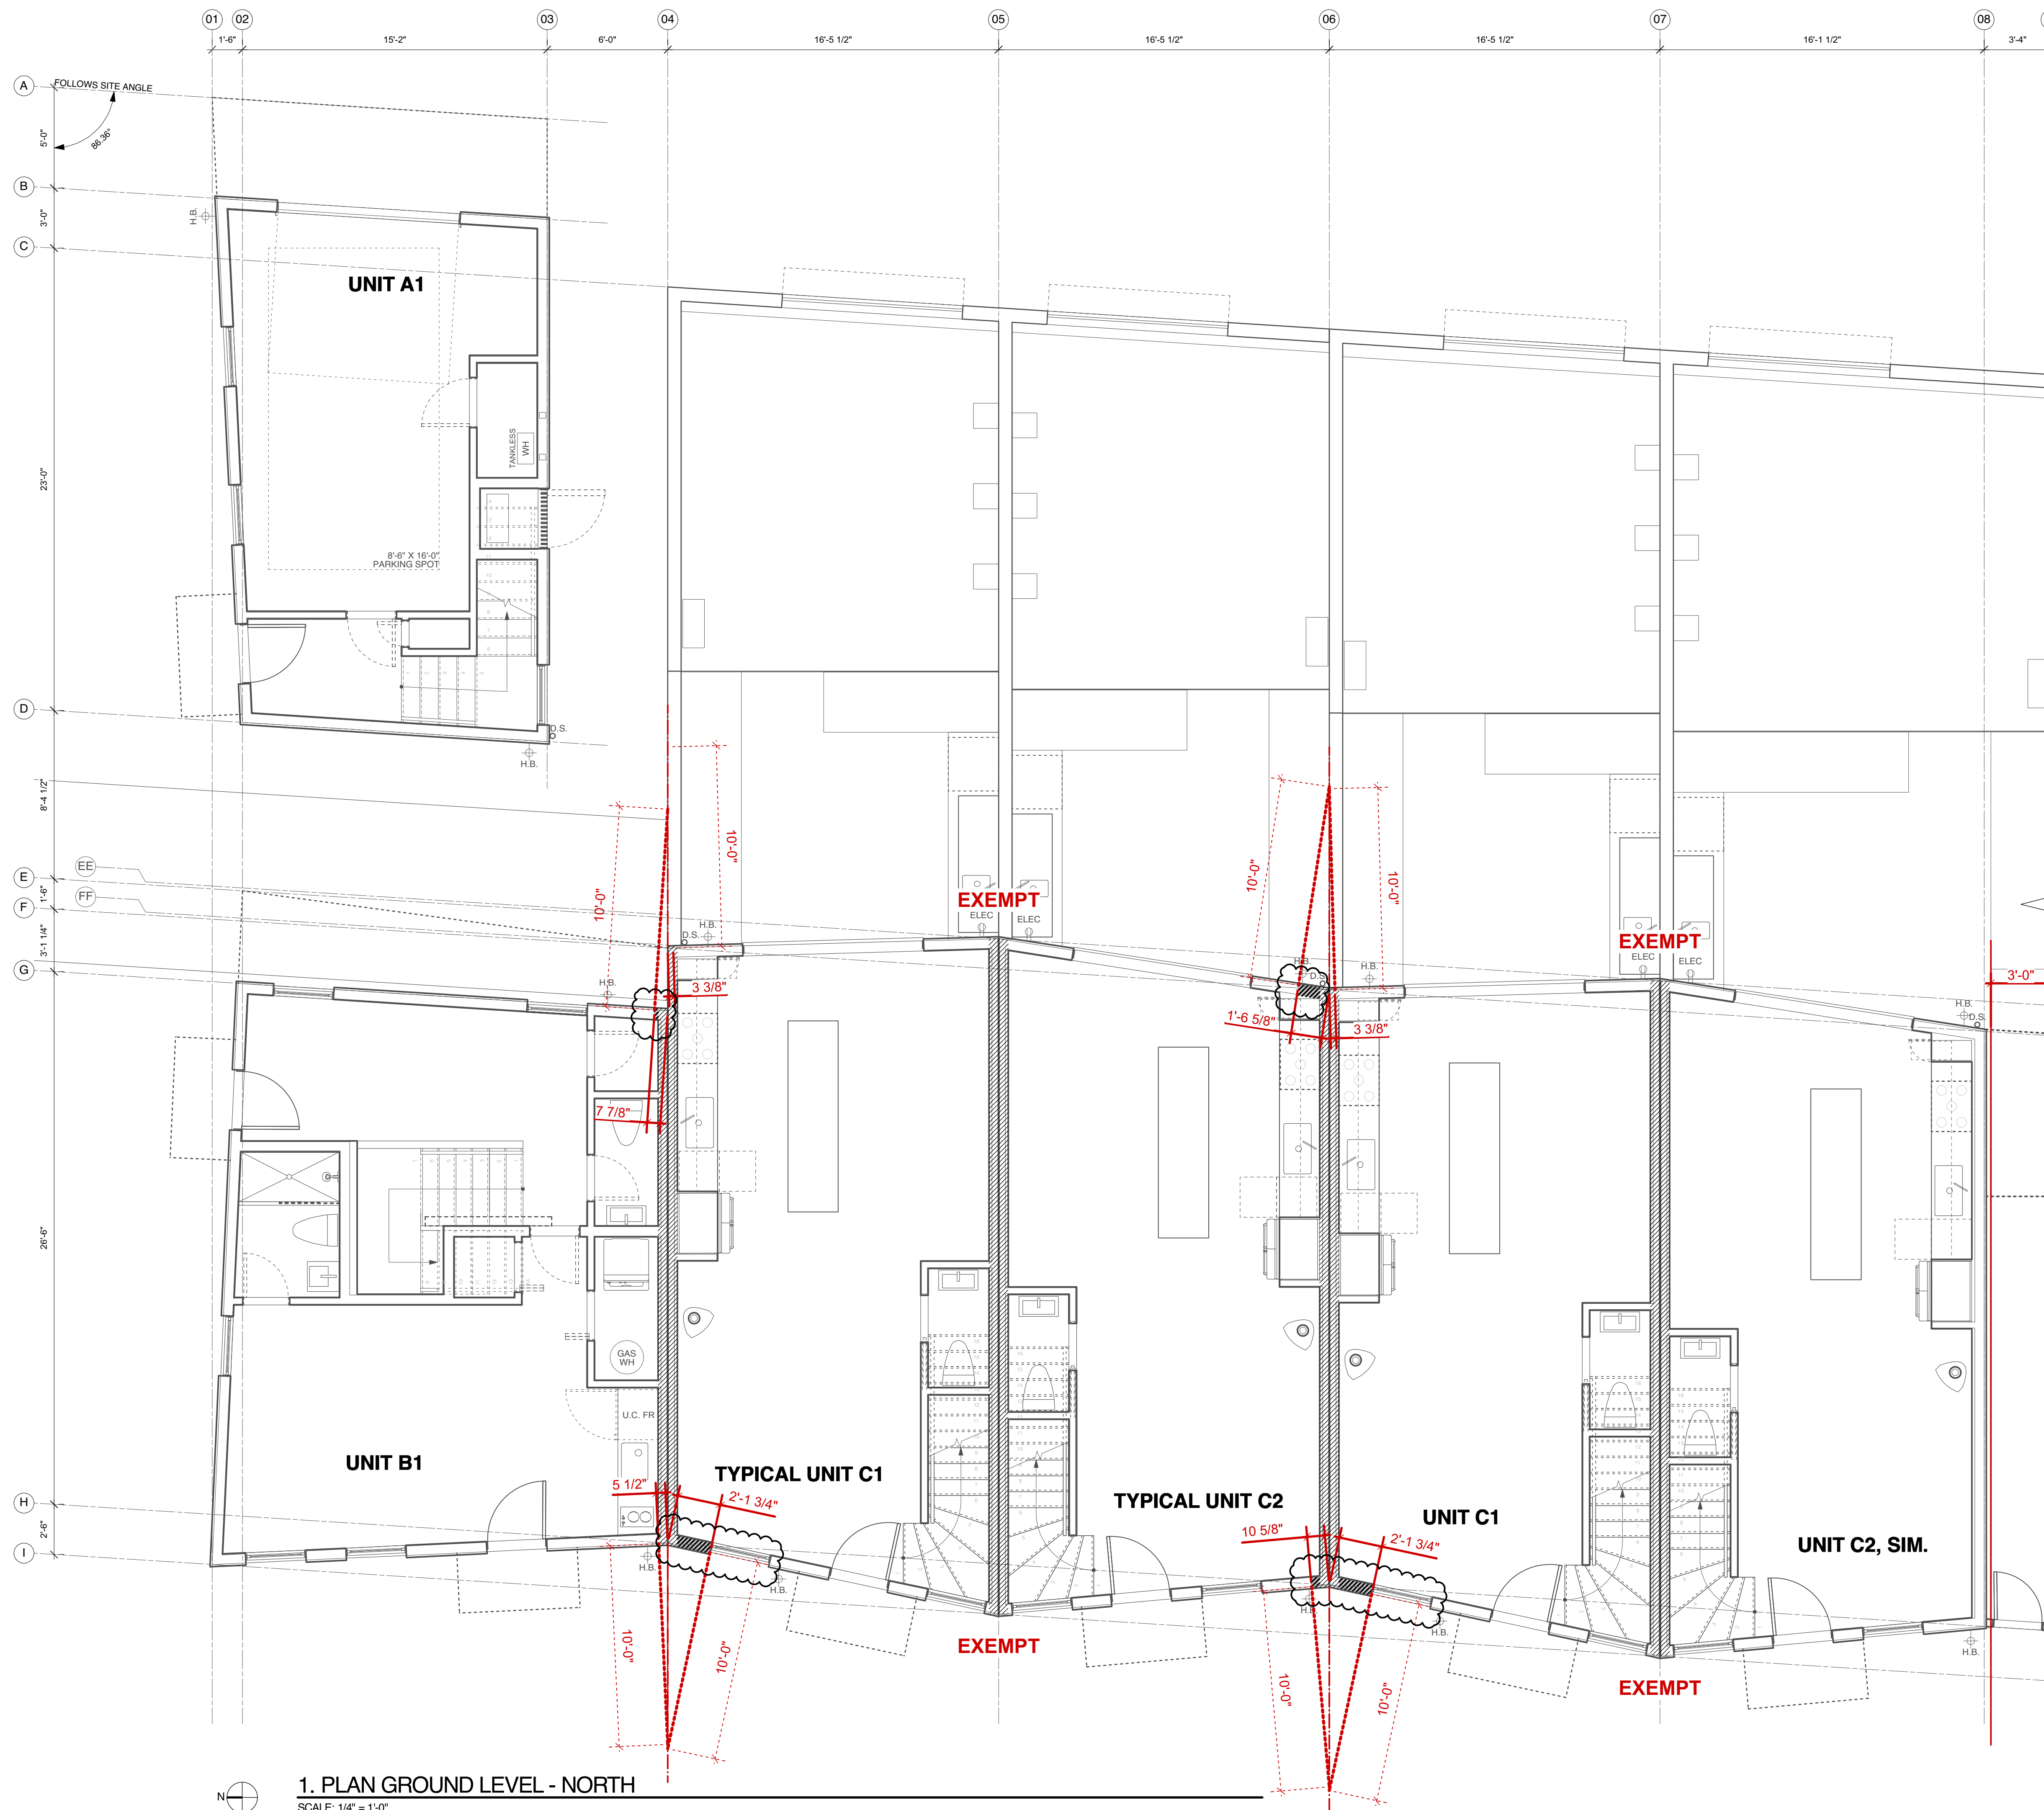 01 02 03 04 05 06 07 08
1'-6" 15'-2" 6'-0" 16'-5 1/2" 16'-5 1/2" 16'-5 1/2" 16'-1 1/2" 3'-4"
A
FOLLOWS SITE ANGLE
5'-0"
86.36°
B
H.B.
3'-0"
C
UNIT A1
TANKLESS
WH
23'-0"
8'-6" X 16'-0"
PARKING SPOT
D
D.S.
H.B.
8'-4 1/2"
10'-0"
10'-0"
10'-0"
10'-0"
EE
E
1'-6"
FF
F
3'-1 1/4"
G
EXEMPT
ELEC
ELEC
EXEMPT
ELEC
ELEC
H.B.
D.S.
H.B.
H.B.
D.S.
H.B.
3'-0"
H.B.
D.S.
3 3/8"
1'-6 5/8"
3 3/8"
7 7/8"
26'-6"
GAS
WH
U.C. FR
UNIT B1
TYPICAL UNIT C1
TYPICAL UNIT C2
UNIT C1
UNIT C2, SIM.
5 1/2"
2'-1 3/4"
10 5/8"
2'-1 3/4"
H
2'-6"
I
H.B.
H.B.
H.B.
H.B.
H.B.
10'-0"
10'-0"
EXEMPT
10'-0"
10'-0"
EXEMPT
N
1. PLAN GROUND LEVEL - NORTH
SCALE: 1/4" = 1'-0"